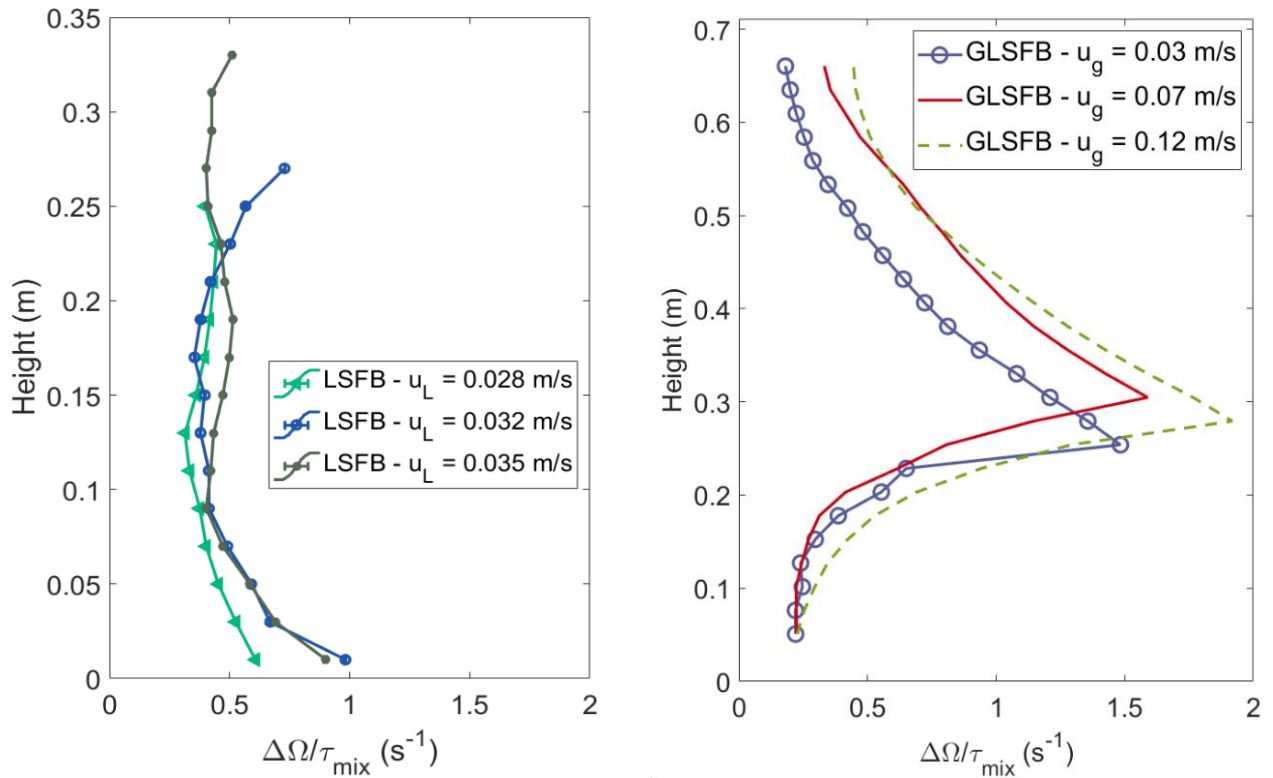 0.35
0.3
0.25
0.2
0.15
0.1
0.05
0
Height (m)
LSFB - u_L = 0.028 m/s
LSFB - u_L = 0.032 m/s
LSFB - u_L = 0.035 m/s
0 0.5 1 1.5 2
ΔΩ/τ_mix (s⁻¹)
0.7
0.6
0.5
0.4
0.3
0.2
0.1
0
Height (m)
GLSFB - u_g = 0.03 m/s
GLSFB - u_g = 0.07 m/s
GLSFB - u_g = 0.12 m/s
0 0.5 1 1.5 2
ΔΩ/τ_mix (s⁻¹)